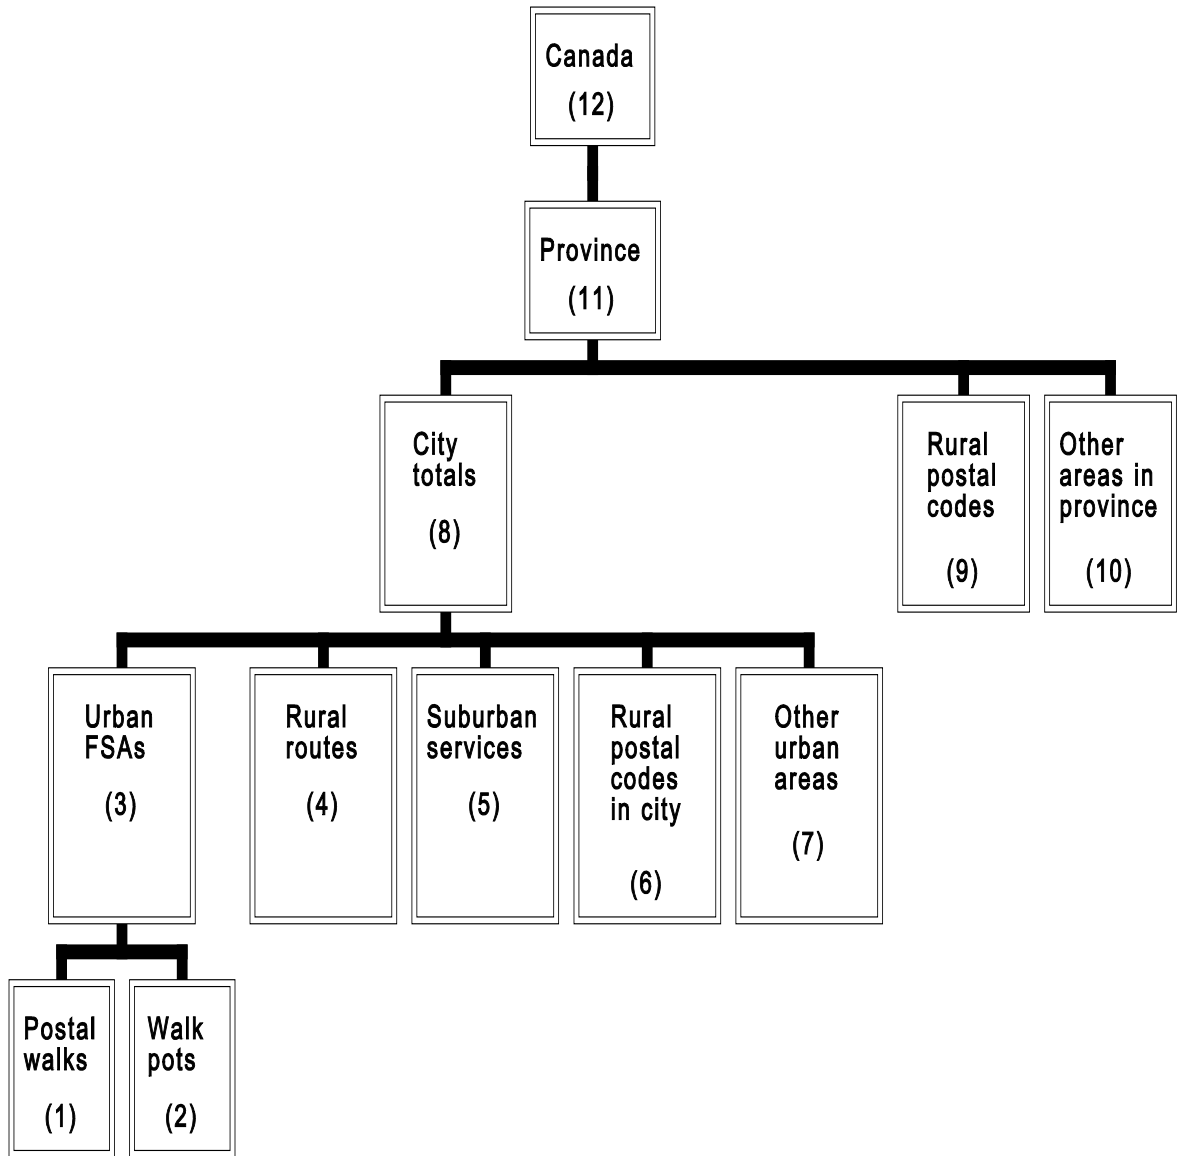 Canada
(12)
Province
(11)
City
totals
(8)
Rural
postal
codes
(9)
Other
areas in
province
(10)
Urban
FSAs
(3)
Rural
routes
(4)
Suburban
services
(5)
Rural
postal
codes
in city
(6)
Other
urban
areas
(7)
Postal
walks
(1)
Walk
pots
(2)